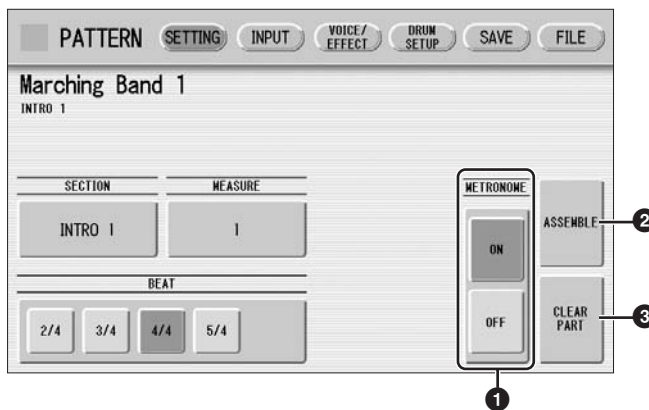 PATTERN SETTING INPUT VOICE/ EFFECT DRUM SETUP SAVE FILE
Marching Band 1
INTRO 1
SECTION MEASURE METRONOME
INTRO 1 1 ASSEMBLE 2
ON
BEAT
2/4 3/4 4/4 5/4 OFF CLEAR PART 3
1